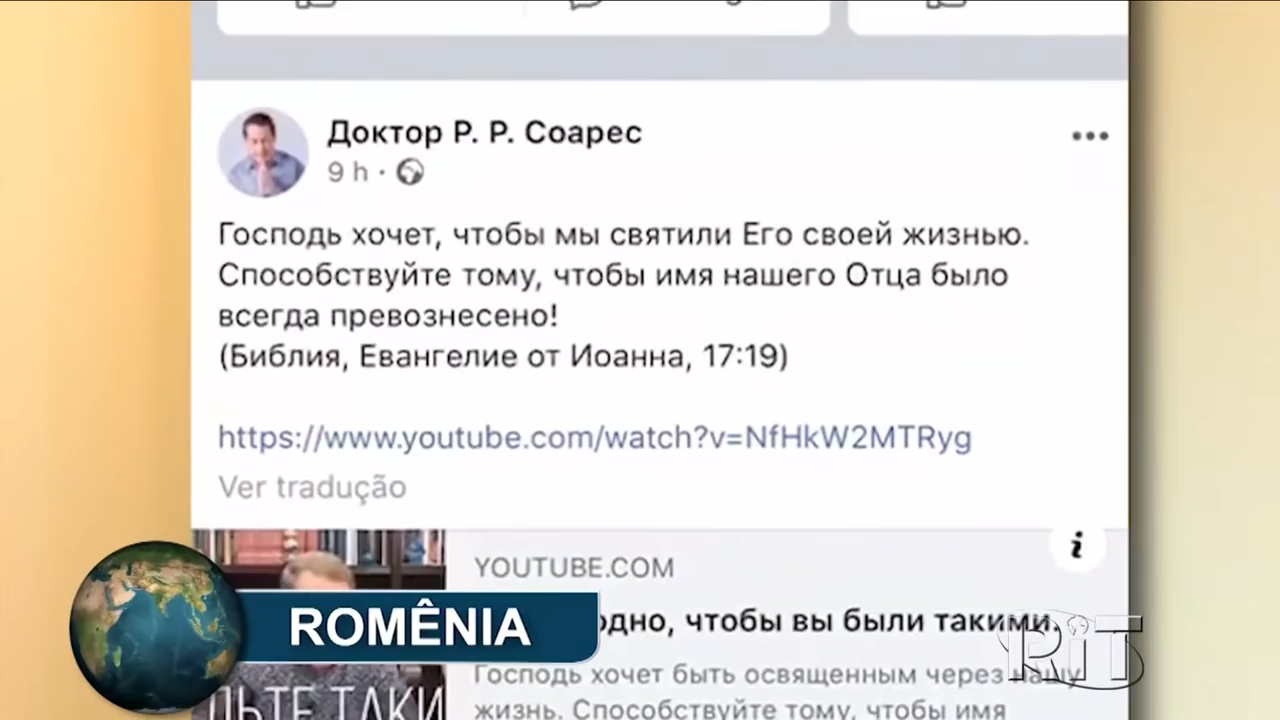 Доктор Р. Р. Соарес
9 h ·
Господь хочет, чтобы мы святили Его своей жизнью.
Способствуйте тому, чтобы имя нашего Отца было
всегда превознесено!
(Библия, Евангелие от Иоанна, 17:19)
https://www.youtube.com/watch?v=NfHkW2MTRyg
Ver tradução
YOUTUBE.COM
чтобы вы были такими.
Господь хочет быть освященным через нашу
жизнь. Способствуйте тому, чтобы имя
ТАКИ
ROMÊNIA
RiT